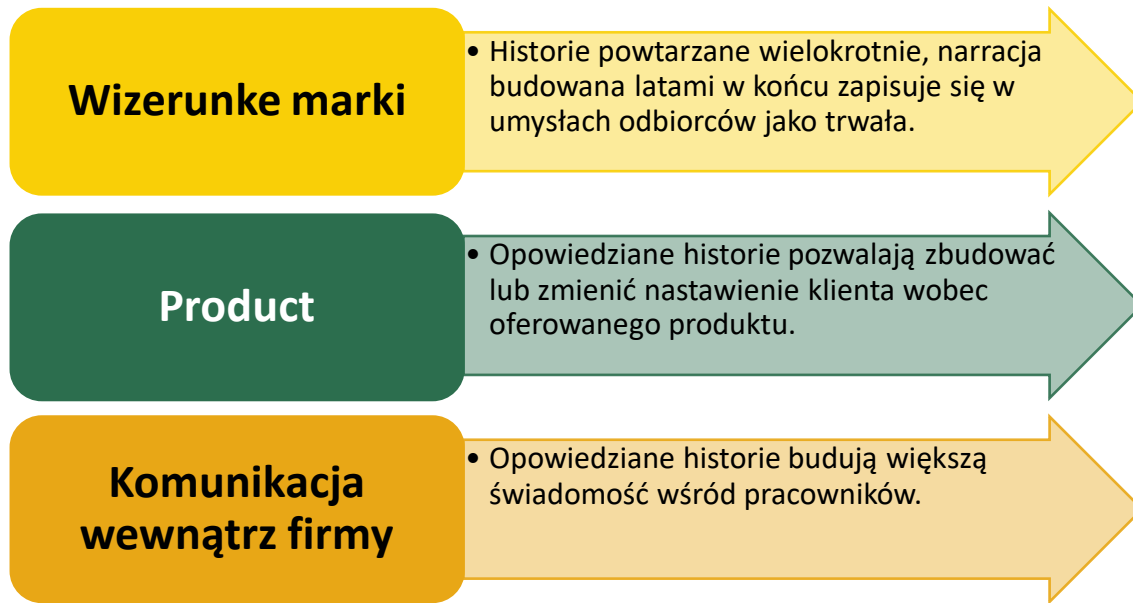 Wizerunke marki
• Historie powtarzane wielokrotnie, narracja
budowana latami w końcu zapisuje się w
umysłach odbiorców jako trwała.
Product
• Opowiedziane historie pozwalają zbudować
lub zmienić nastawienie klienta wobec
oferowanego produktu.
Komunikacja
wewnątrz firmy
• Opowiedziane historie budują większą
świadomość wśród pracowników.